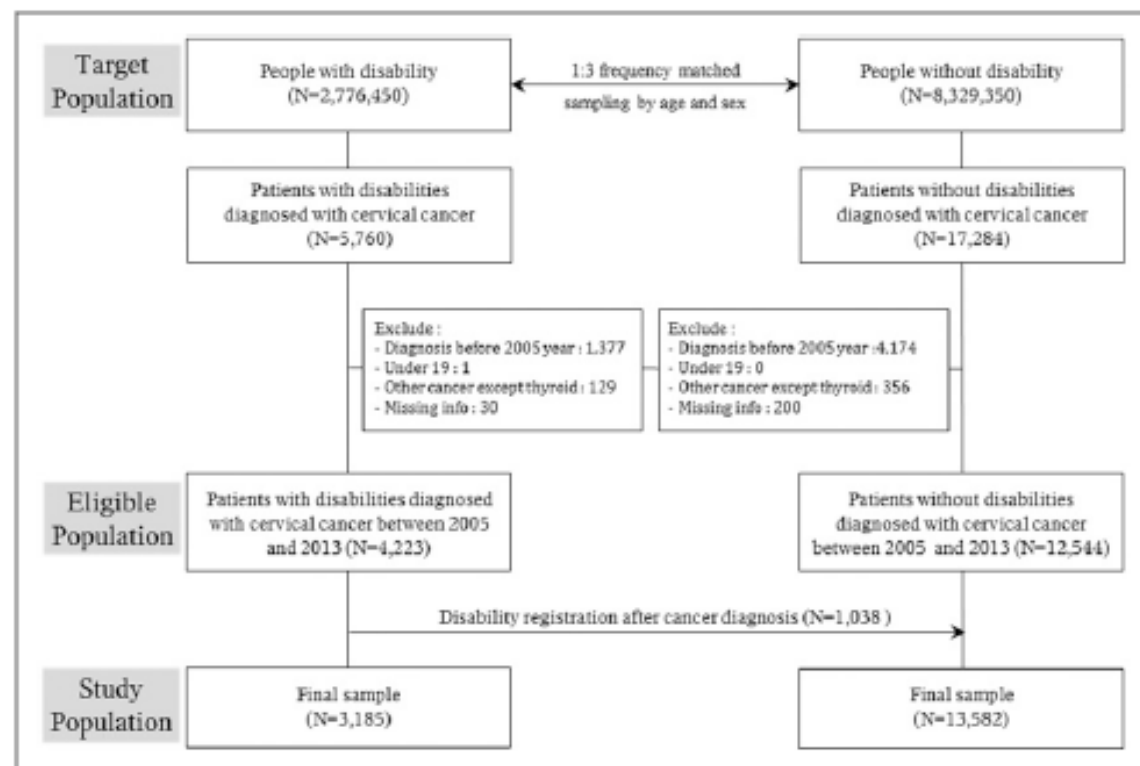 Target
Population
People with disability
(N=2,776,450)
1:3 frequency matched
sampling by age and sex
People without disability
(N=8,329,350)
Patients with disabilities
diagnosed with cervical cancer
(N=5,760)
Patients without disabilities
diagnosed with cervical cancer
(N=17,284)
Exclude :
- Diagnosis before 2005 year : 1,377
- Under 19 : 1
- Other cancer except thyroid : 129
- Missing info : 30
Exclude :
- Diagnosis before 2005 year : 4,174
- Under 19 : 0
- Other cancer except thyroid : 356
- Missing info : 200
Eligible
Population
Patients with disabilities diagnosed
with cervical cancer between 2005
and 2013 (N=4,223)
Patients without disabilities
diagnosed with cervical cancer
between 2005 and 2013 (N=12,544)
Disability registration after cancer diagnosis (N=1,038 )
Study
Population
Final sample
(N=3,185)
Final sample
(N=13,582)